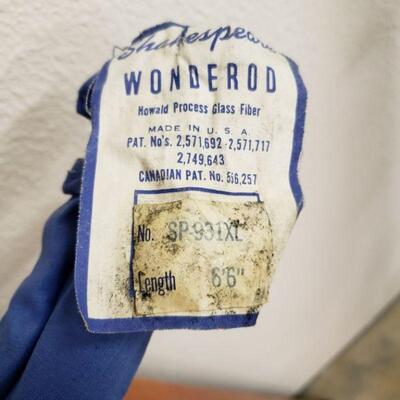 Shakespeare
WONDEROD
Howald Process Glass Fiber
MADE IN U. S. A.
PAT. No's. 2,571,692 - 2,571,717
2,749,643
CANADIAN PAT. No. 516,257
No. SP-931XL
Length 6'6"